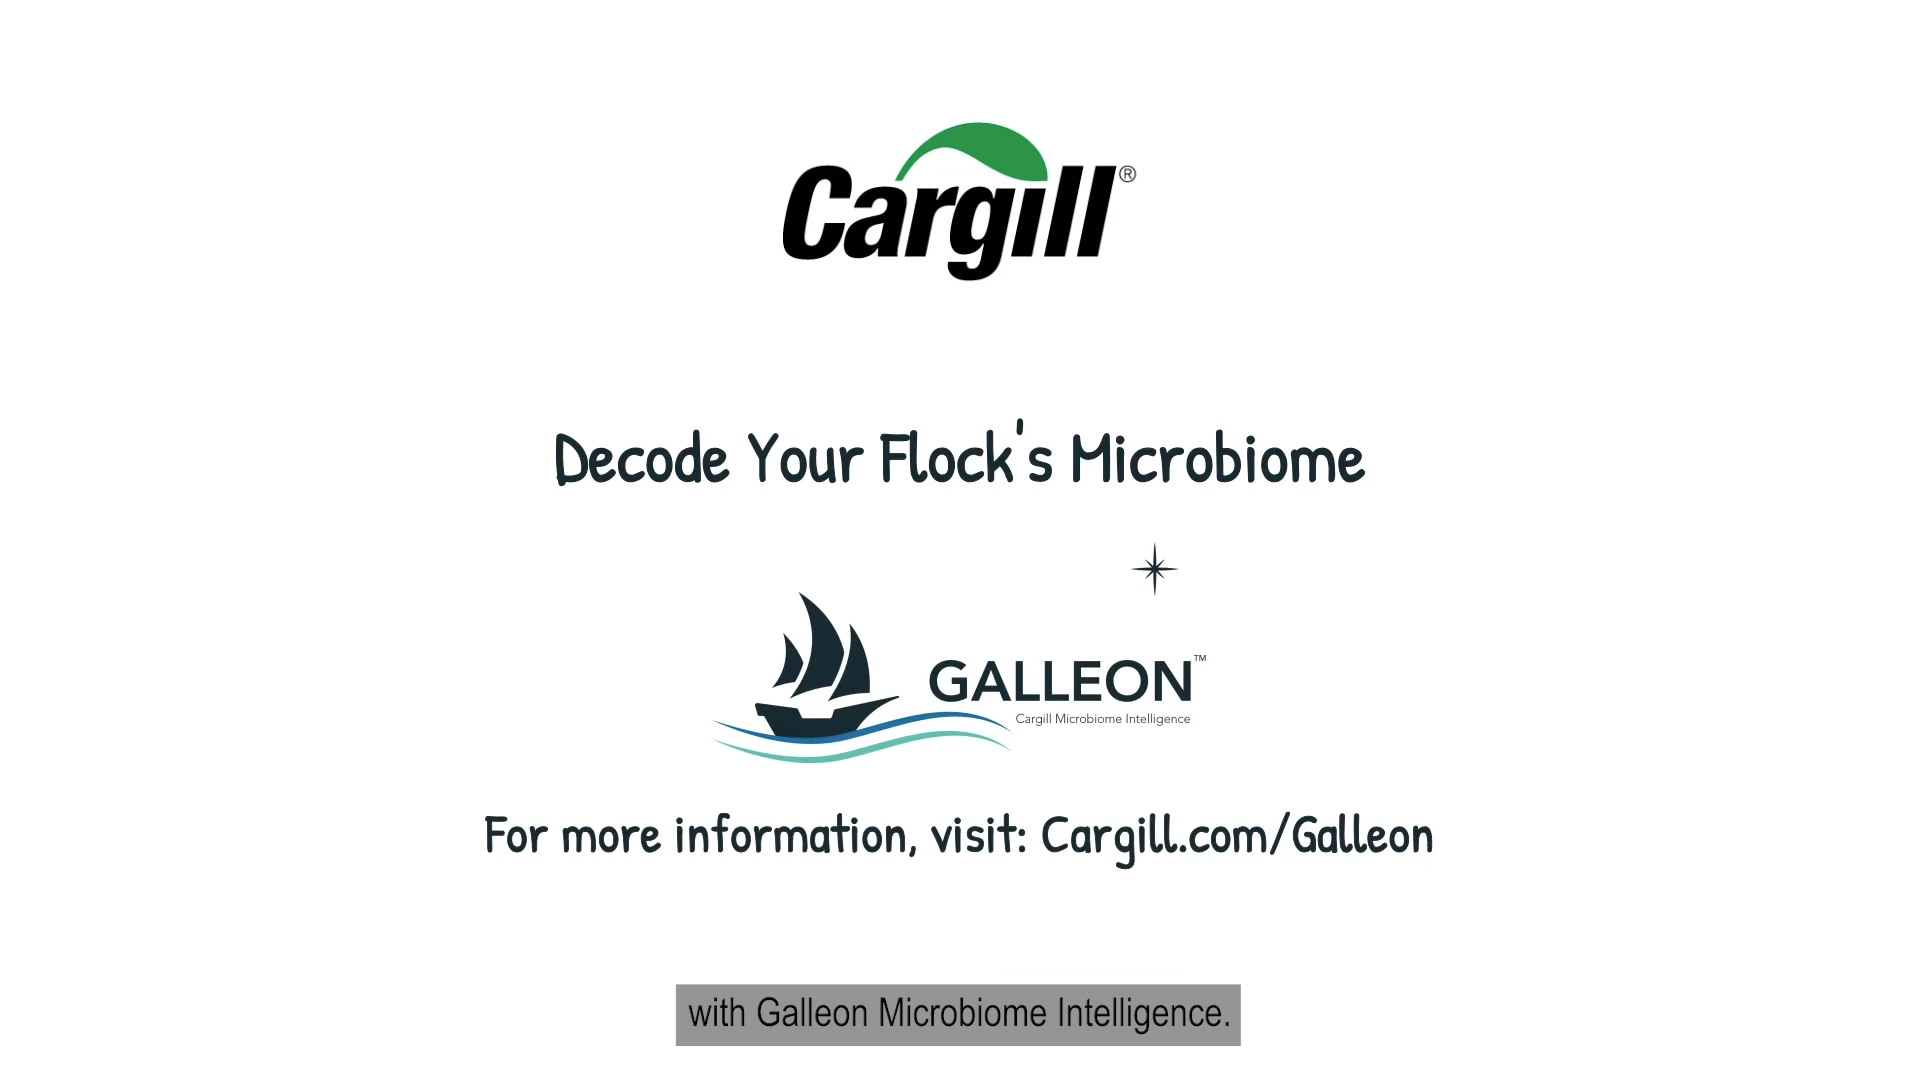 Cargill®
Decode Your Flock's Microbiome
GALLEON™
Cargill Microbiome Intelligence
For more information, visit: Cargill.com/Galleon
with Galleon Microbiome Intelligence.